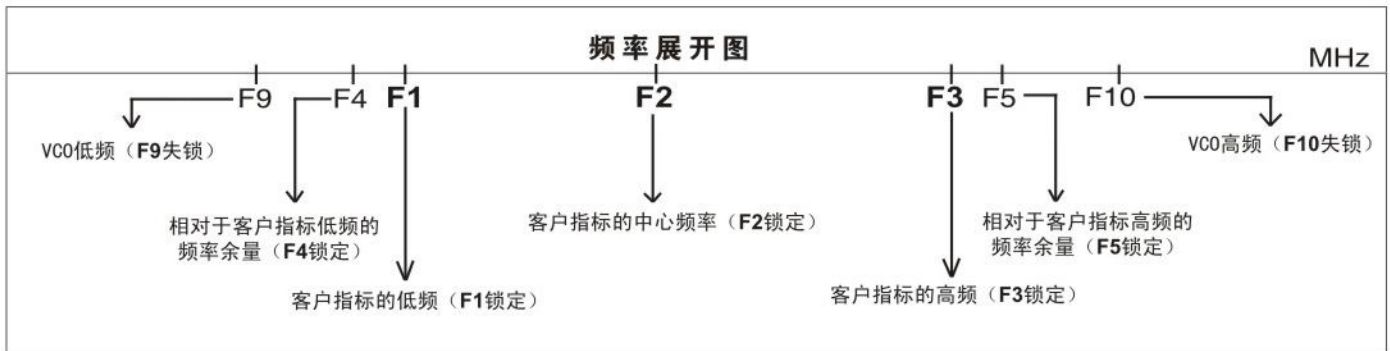 频率展开图
MHz
F9 F4 F1 F2 F3 F5 F10
VCO低频（F9失锁）
VCO高频（F10失锁）
相对于客户指标低频的
频率余量（F4锁定）
客户指标的中心频率（F2锁定）
相对于客户指标高频的
频率余量（F5锁定）
客户指标的低频（F1锁定）
客户指标的高频（F3锁定）